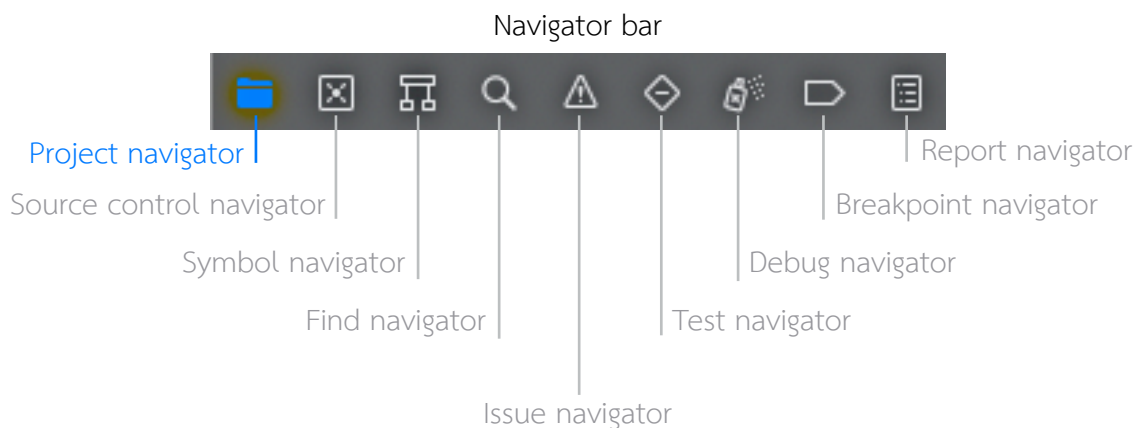 Navigator bar
Project navigator
Report navigator
Source control navigator
Breakpoint navigator
Symbol navigator
Debug navigator
Find navigator
Test navigator
Issue navigator